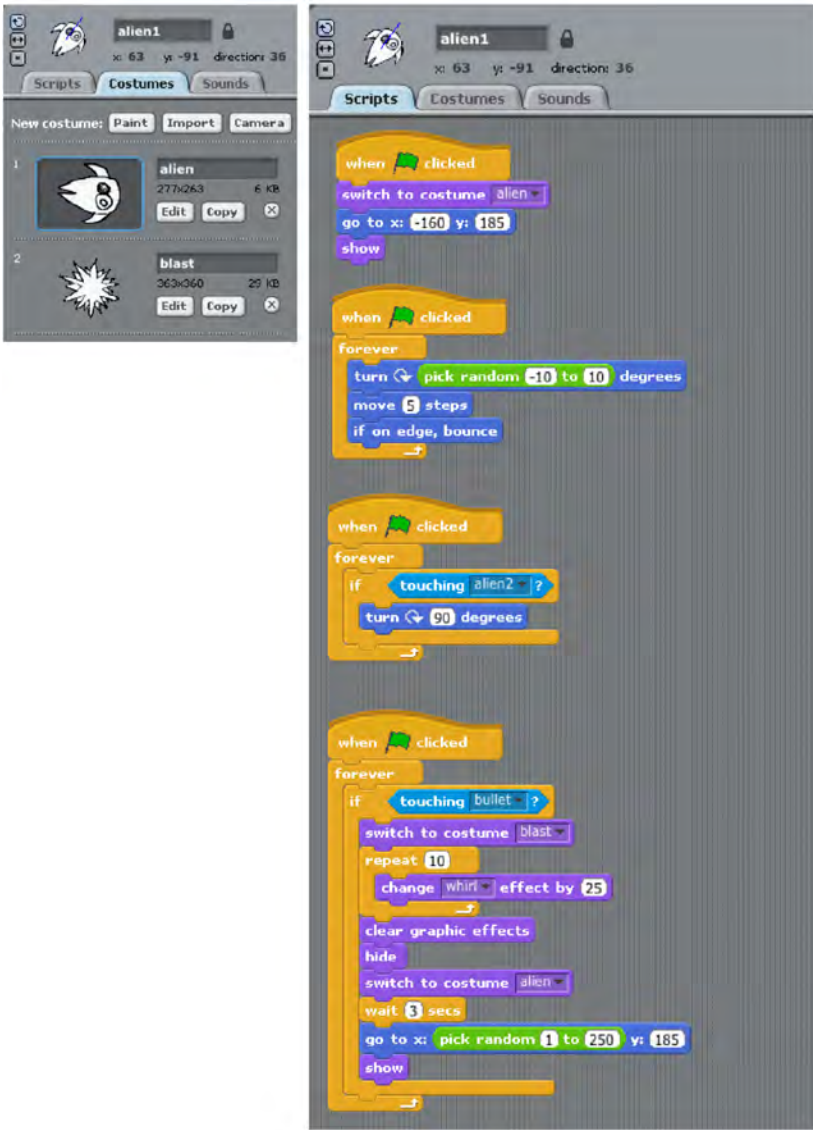 alien1
x: 63 y: -91 direction: 36
Scripts Costumes Sounds
New costume: Paint Import Camera
1
alien
277x263 6 KB
Edit Copy
2
blast
363x360 29 KB
Edit Copy
alien1
x: 63 y: -91 direction: 36
Scripts Costumes Sounds
when clicked
switch to costume alien
go to x: -160 y: 185
show
when clicked
forever
turn pick random -10 to 10 degrees
move 5 steps
if on edge, bounce
when clicked
forever
if touching alien2 ?
turn 90 degrees
when clicked
forever
if touching bullet ?
switch to costume blast
repeat 10
change whirl effect by 25
clear graphic effects
hide
switch to costume alien
wait 3 secs
go to x: pick random 1 to 250 y: 185
show